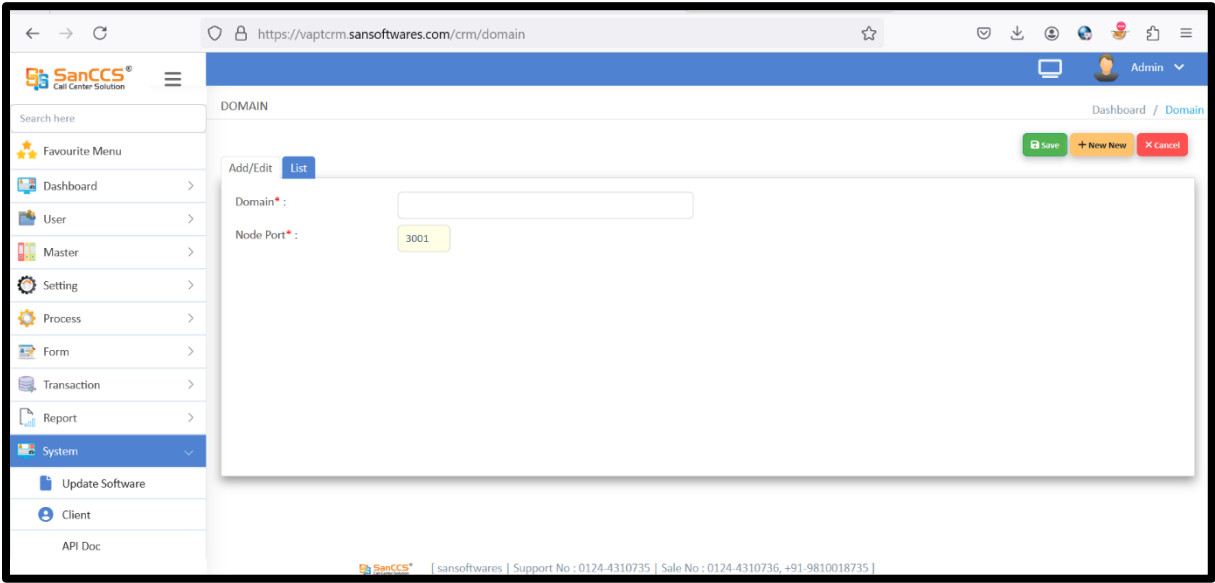 https://vaptcrm.sansoftwares.com/crm/domain
SanCCS®
Call Center Solution
Admin
Search here
DOMAIN
Dashboard / Domain
Favourite Menu
Save
+ New New
× Cancel
Add/Edit
List
Dashboard
User
Master
Setting
Process
Form
Transaction
Report
System
Update Software
Client
API Doc
Domain* :
Node Port* :
3001
SanCCS® [ sansoftwares | Support No : 0124-4310735 | Sale No : 0124-4310736, +91-9810018735 ]